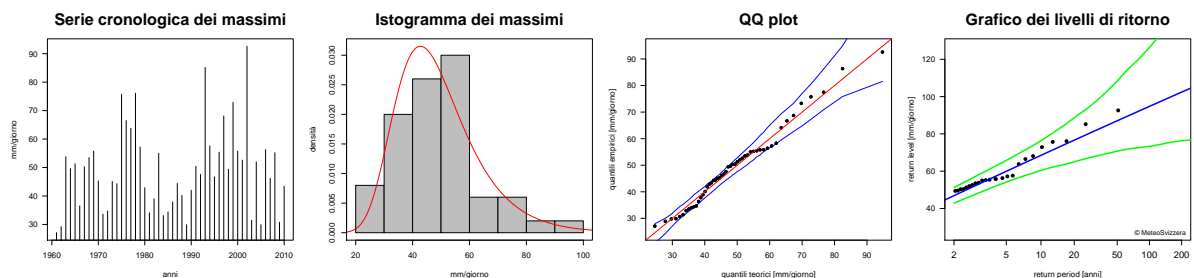 Serie cronologica dei massimi
mm/giorno
90
80
70
60
50
40
30
1960 1970 1980 1990 2000 2010
anni
Istogramma dei massimi
densità
0.030
0.025
0.020
0.015
0.010
0.005
0.000
20 40 60 80 100
mm/giorno
QQ plot
quantili empirici [mm/giorno]
90
80
70
60
50
40
30
30 40 50 60 70 80 90
quantili teorici [mm/giorno]
Grafico dei livelli di ritorno
return level [mm/giorno]
120
100
80
60
40
© MeteoSvizzera
2 5 10 20 50 100 200
return period [anni]